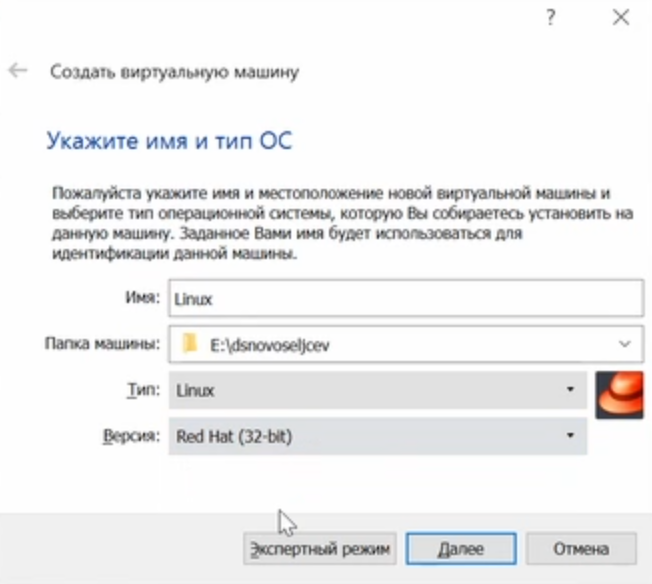 ?
Создать виртуальную машину
Укажите имя и тип ОС
Пожалуйста укажите имя и местоположение новой виртуальной машины и
выберите тип операционной системы, которую Вы собираетесь установить на
данную машину. Заданное Вами имя будет использоваться для
идентификации данной машины.
Имя: Linux
Папка машины: E:\dsnovoseljcev
Тип: Linux
Версия: Red Hat (32-bit)
Экспертный режим Далее Отмена